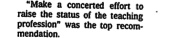 "Make a concerted effort to
raise the status of the teaching
profession" was the top recom-
mendation.